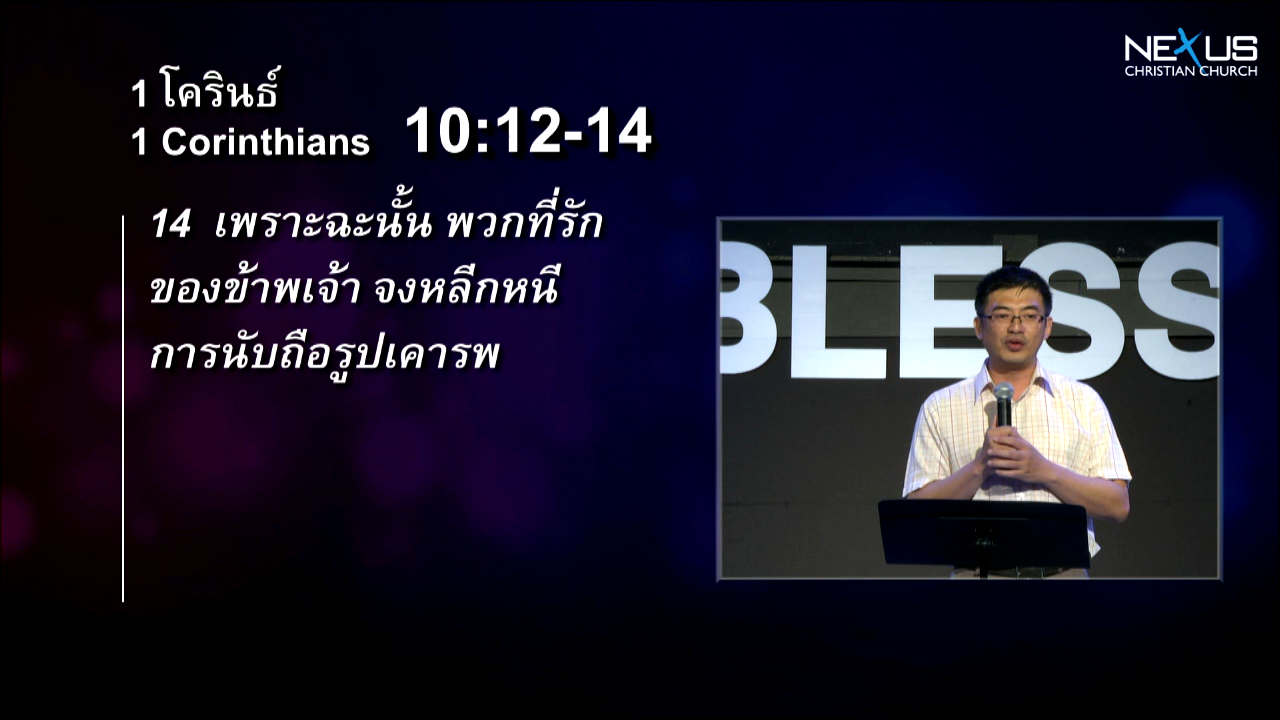 NEXUS
CHRISTIAN CHURCH
1 โครินธ์
1 Corinthians 10:12-14
14 เพราะฉะนั้น พวกที่รัก
ของข้าพเจ้า จงหลีกหนี
การนับถือรูปเคารพ
BLESS